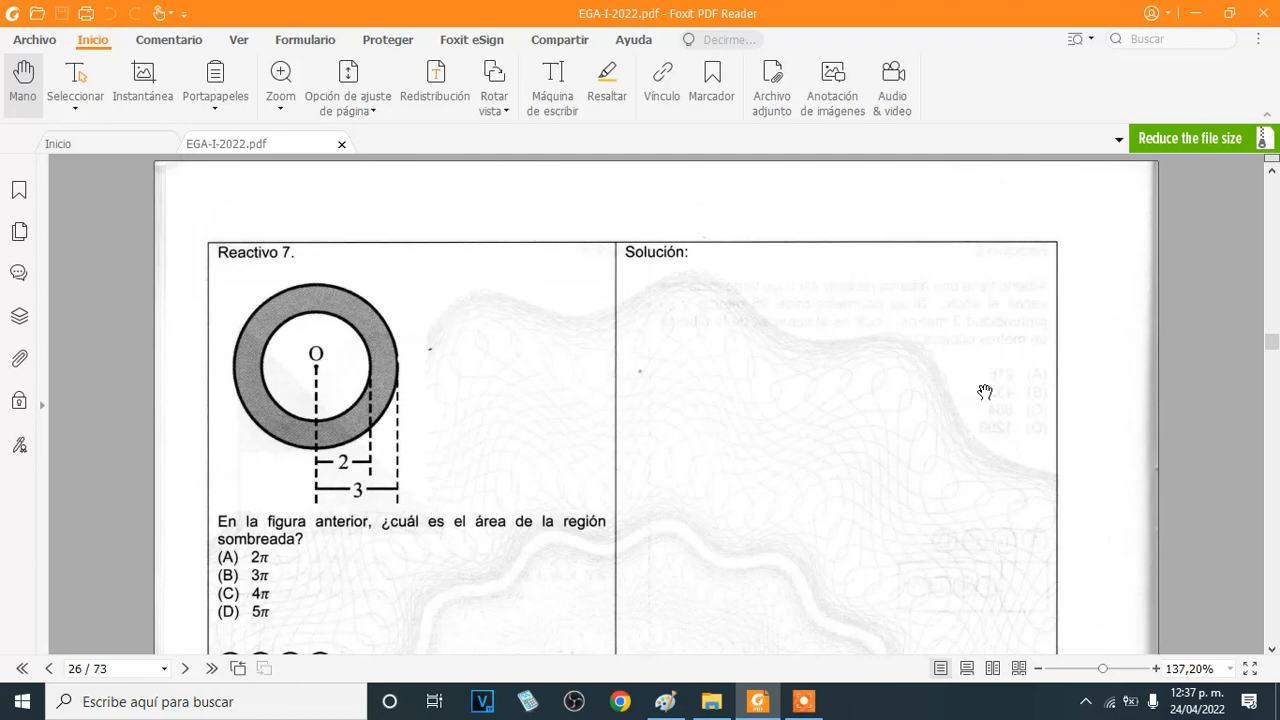 EGA-I-2022.pdf - Foxit PDF Reader
Archivo Inicio Comentario Ver Formulario Proteger Foxit eSign Compartir Ayuda Decirme... Buscar
Mano Seleccionar Instantánea Portapapeles Zoom Opción de ajuste de página Redistribución Rotar vista Máquina de escribir Resaltar Vínculo Marcador Archivo adjunto Anotación de imágenes Audio & video
Inicio EGA-I-2022.pdf Reduce the file size
PDF
Reactivo 7. Solución:
O
2
3
En la figura anterior, ¿cuál es el área de la región
sombreada?
(A) 2π
(B) 3π
(C) 4π
(D) 5π
26 / 73 137,20%
Escribe aquí para buscar
V
PDF
12:37 p. m.
24/04/2022